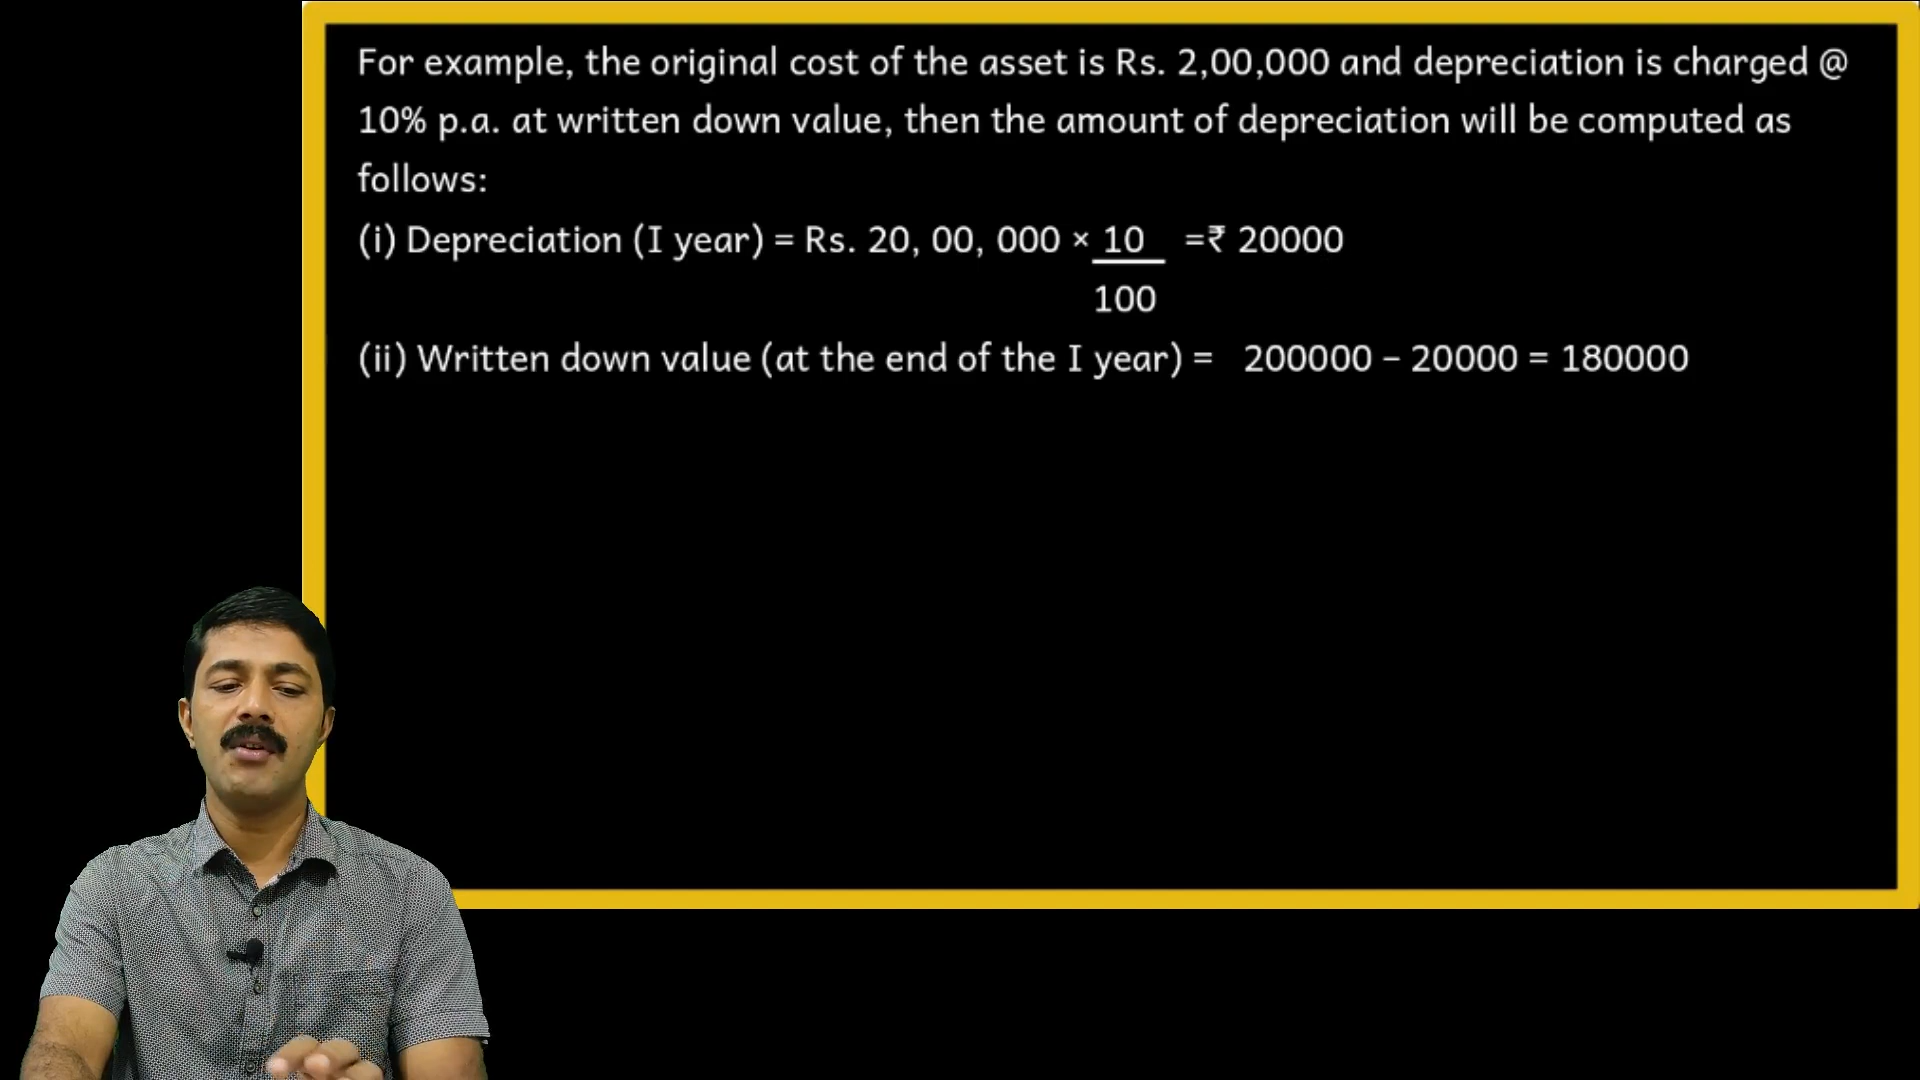 For example, the original cost of the asset is Rs. 2,00,000 and depreciation is charged @
10% p.a. at written down value, then the amount of depreciation will be computed as
follows:
(i) Depreciation (I year) = Rs. 20, 00, 000 × 10 =₹ 20000
100
(ii) Written down value (at the end of the I year) = 200000 – 20000 = 180000